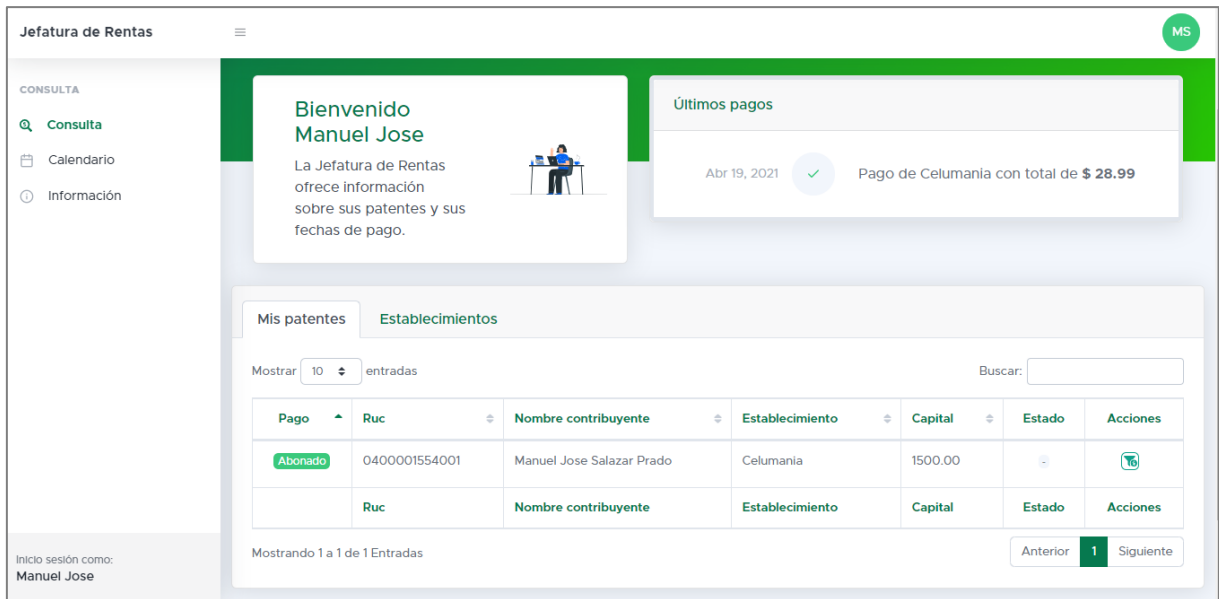 Jefatura de Rentas
MS
CONSULTA
Consulta
Calendario
Información
Bienvenido
Manuel Jose
La Jefatura de Rentas
ofrece información
sobre sus patentes y sus
fechas de pago.
Últimos pagos
Abr 19, 2021 Pago de Celumania con total de $ 28.99
Mis patentes Establecimientos
Mostrar 10 entradas Buscar:
Pago Ruc Nombre contribuyente Establecimiento Capital Estado Acciones
Abonado 0400001554001 Manuel Jose Salazar Prado Celumania 1500.00 -
Ruc Nombre contribuyente Establecimiento Capital Estado Acciones
Mostrando 1 a 1 de 1 Entradas Anterior 1 Siguiente
Inicio sesión como:
Manuel Jose